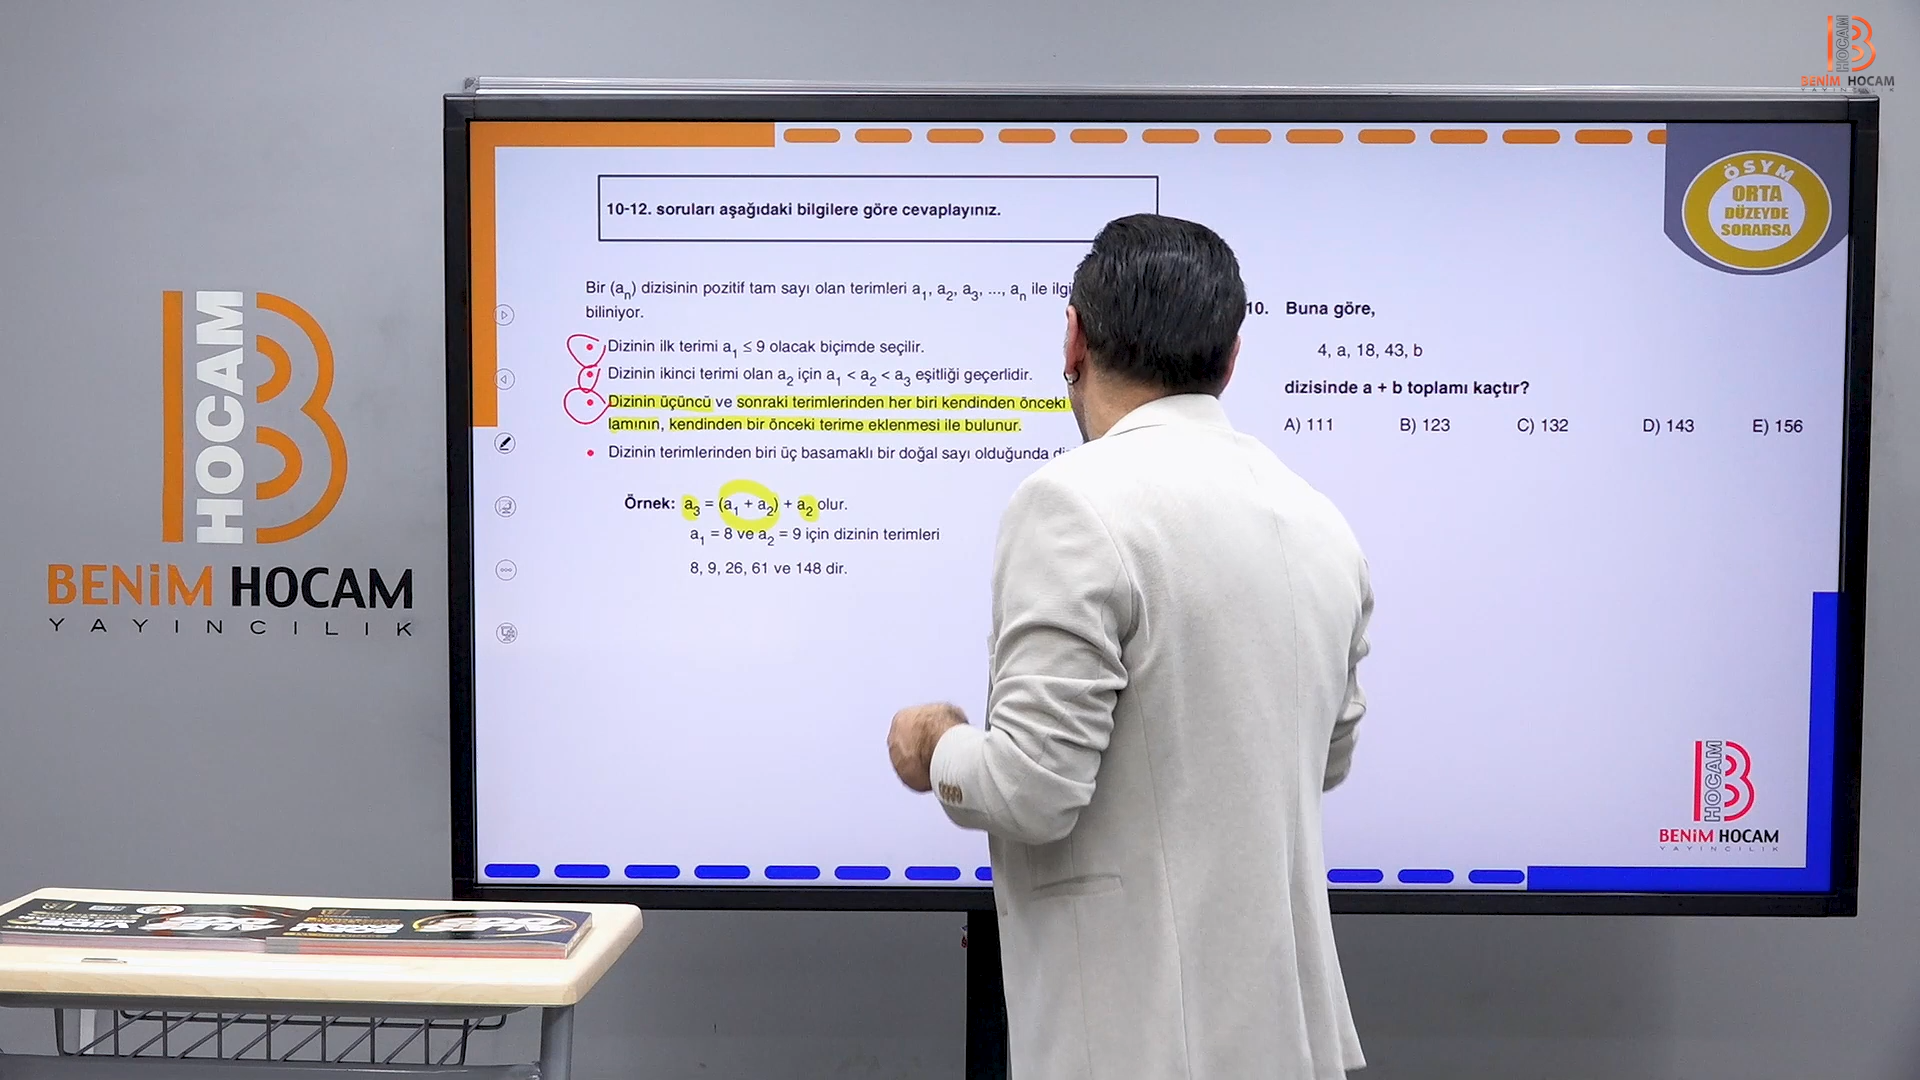 HOCAM
BENİM HOCAM
YAYINCILIK
10-12. soruları aşağıdaki bilgilere göre cevaplayınız.
Bir (aₙ) dizisinin pozitif tam sayı olan terimleri a₁, a₂, a₃, ..., aₙ ile
biliniyor.
• Dizinin ilk terimi a₁ ≤ 9 olacak biçimde seçilir.
• Dizinin ikinci terimi olan a₂ için a₁ < a₂ < a₃ eşitliği geçerlidir.
• Dizinin üçüncü ve sonraki terimlerinden her biri kendinden önceki
lamının, kendinden bir önceki terime eklenmesi ile bulunur.
• Dizinin terimlerinden biri üç basamaklı bir doğal sayı olduğunda
Örnek: a₃ = (a₁ + a₂) + a₂ olur.
a₁ = 8 ve a₂ = 9 için dizinin terimleri
8, 9, 26, 61 ve 148 dir.
10. Buna göre,
4, a, 18, 43, b
dizisinde a + b toplamı kaçtır?
A) 111 B) 123 C) 132 D) 143 E) 156
ÖSYM
ORTA
DÜZEYDE
SORARSA
HOCAM
BENİM HOCAM
YAYINCILIK
HOCAM
BENİM HOCAM
YAYINCILIK